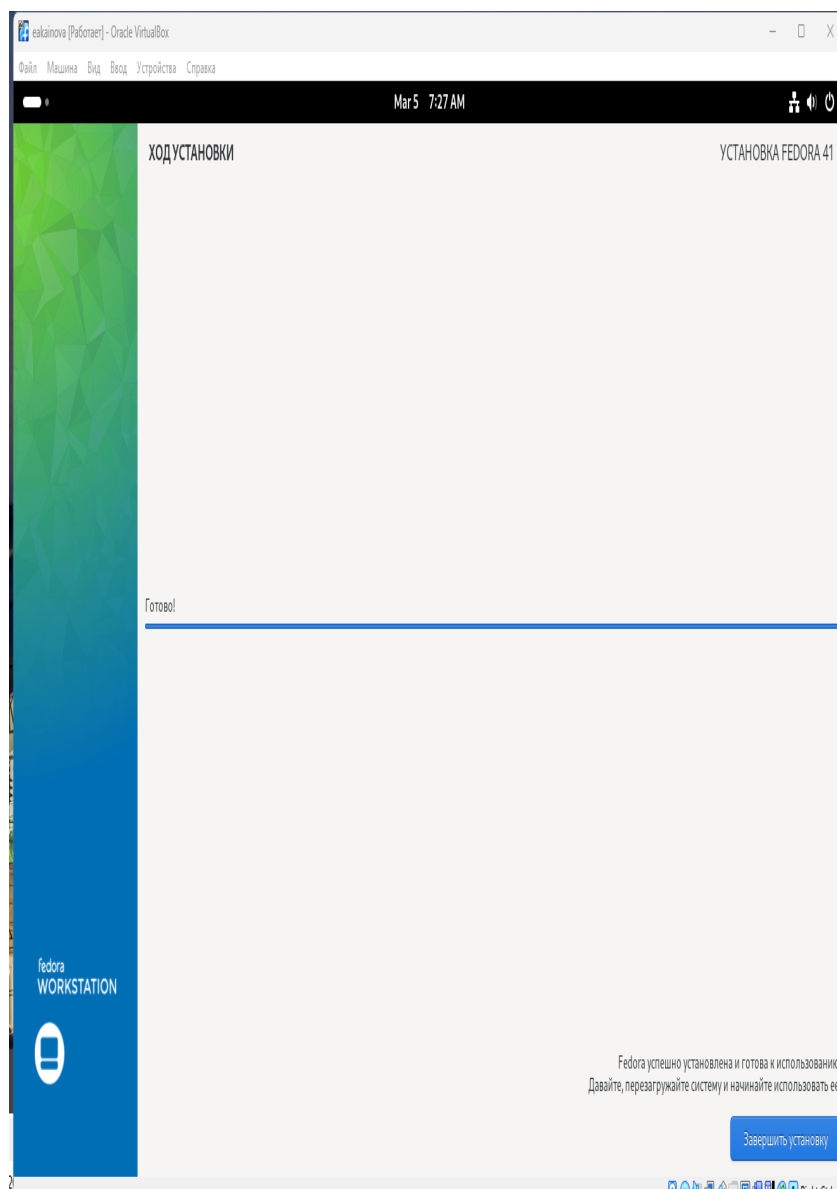 eakainova [Работает] - Oracle VirtualBox
Файл Машина Вид Ввод Устройства Справка
Mar 5 7:27 AM
ХОД УСТАНОВКИ
УСТАНОВКА FEDORA 41
Готово!
fedora
WORKSTATION
Fedora успешно установлена и готова к использованию
Давайте, перезагружайте систему и начинайте использовать её
Завершить установку